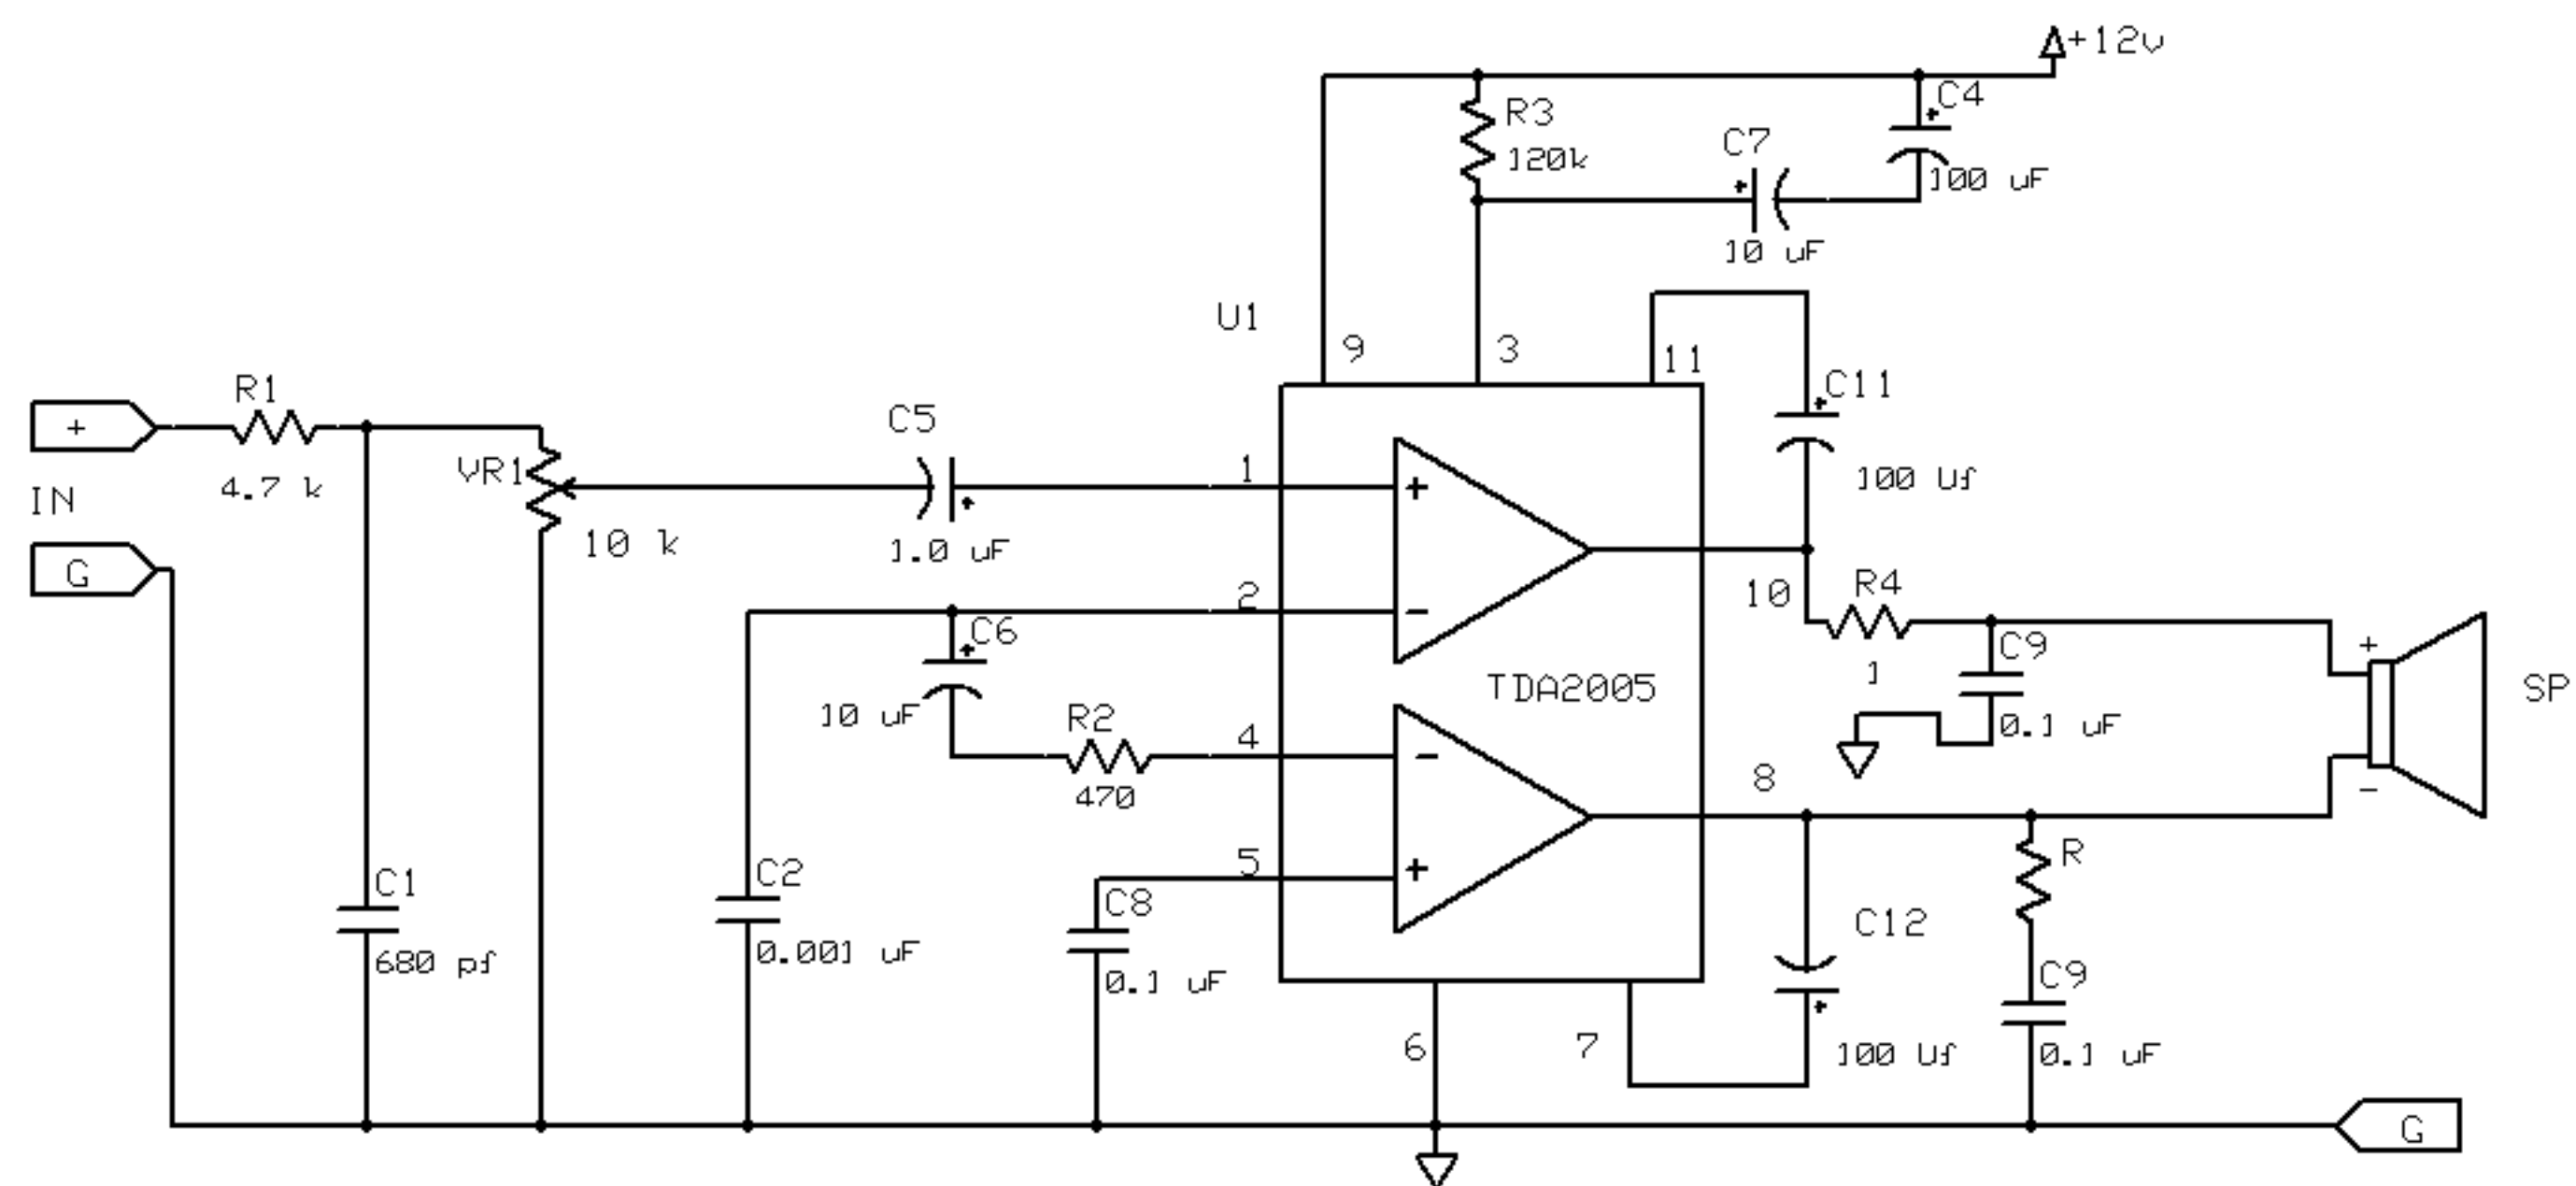 +12v
C4
R3
120k
C7
100 uF
10 uF
U1
9
3
11
R1
C5
C11
+
4.7 k
VR1
1
+
100 Uf
IN
10 k
1.0 uF
G
2
-
10
R4
C6
C9
+
1
TDA2005
SP
10 uF
R2
0.1 uF
4
-
470
8
-
C1
C2
5
+
C8
R
C12
680 pf
0.001 uF
0.1 uF
C9
6
7
100 Uf
0.1 uF
G